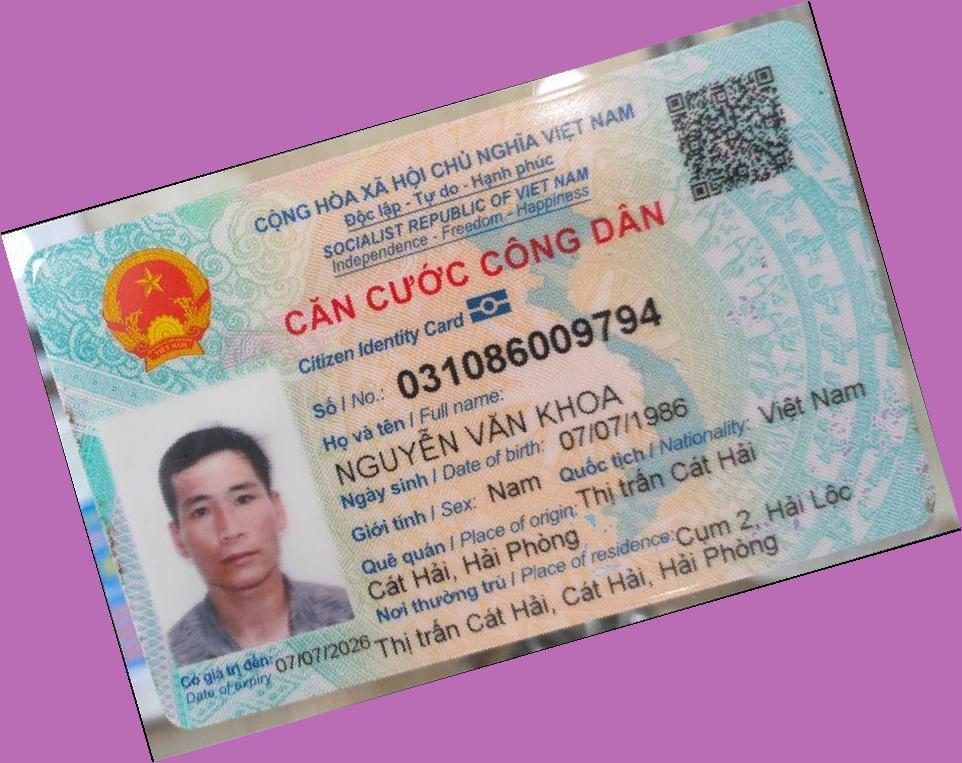 CỘNG HÒA XÃ HỘI CHỦ NGHĨA VIỆT NAM
Độc lập - Tự do - Hạnh phúc
SOCIALIST REPUBLIC OF VIET NAM
Independence - Freedom - Happiness
CĂN CƯỚC CÔNG DÂN
Citizen Identity Card
VIỆT NAM
Số / No.: 031086009794
Họ và tên / Full name:
NGUYỄN VĂN KHOA
Ngày sinh / Date of birth: 07/07/1986
Giới tính / Sex: Nam Quốc tịch / Nationality: Việt Nam
Quê quán / Place of origin: Thị trấn Cát Hải
Cát Hải, Hải Phòng
Nơi thường trú / Place of residence: Cụm 2, Hải Lộc
Thị trấn Cát Hải, Cát Hải, Hải Phòng
Có giá trị đến: 07/07/2026
Date of expiry